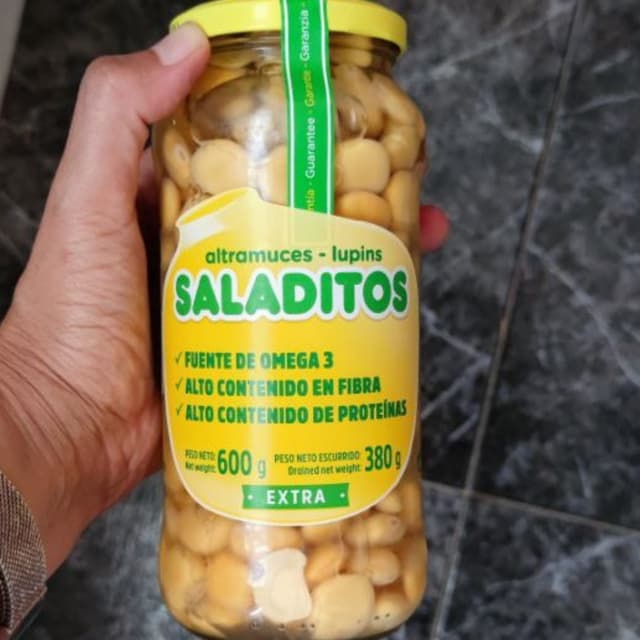 Guarantee - Garantie - Garanzia -
altramuces - lupins
SALADITOS
✓ FUENTE DE OMEGA 3
✓ ALTO CONTENIDO EN FIBRA
✓ ALTO CONTENIDO DE PROTEÍNAS
PESO NETO:
Net weight: 600 g
PESO NETO ESCURRIDO:
Drained net weight: 380 g
• EXTRA •